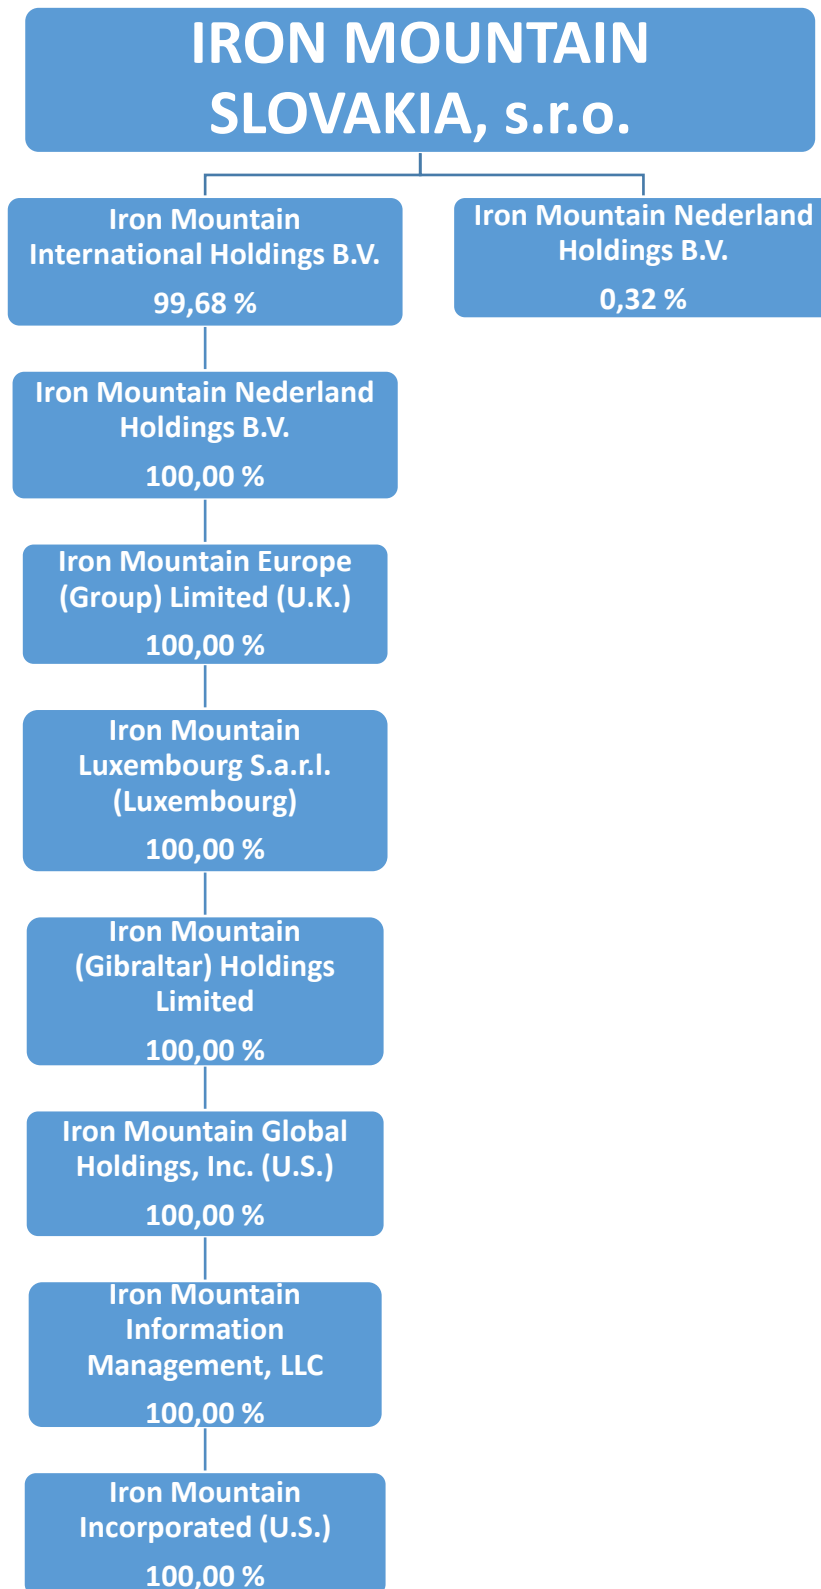 IRON MOUNTAIN
SLOVAKIA, s.r.o.
Iron Mountain
International Holdings B.V.
99,68 %
Iron Mountain Nederland
Holdings B.V.
0,32 %
Iron Mountain Nederland
Holdings B.V.
100,00 %
Iron Mountain Europe
(Group) Limited (U.K.)
100,00 %
Iron Mountain
Luxembourg S.a.r.l.
(Luxembourg)
100,00 %
Iron Mountain
(Gibraltar) Holdings
Limited
100,00 %
Iron Mountain Global
Holdings, Inc. (U.S.)
100,00 %
Iron Mountain
Information
Management, LLC
100,00 %
Iron Mountain
Incorporated (U.S.)
100,00 %